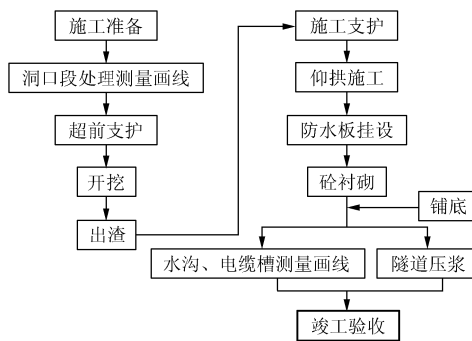 施工准备
洞口段处理测量画线
超前支护
开挖
出渣
施工支护
仰拱施工
防水板挂设
砼衬砌
铺底
水沟、电缆槽测量画线
隧道压浆
竣工验收